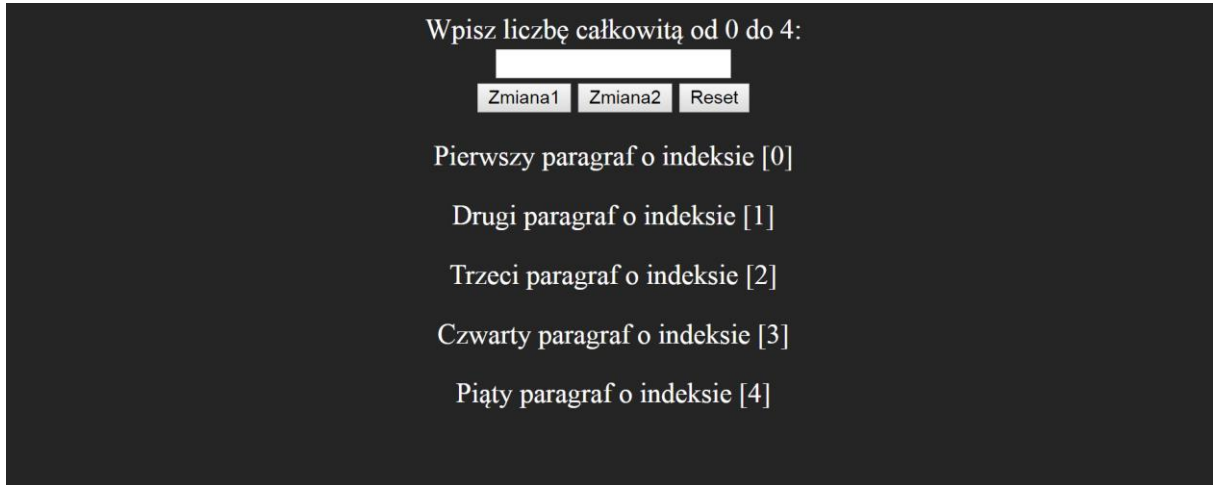 Wpisz liczbę całkowitą od 0 do 4:
Zmiana1 Zmiana2 Reset
Pierwszy paragraf o indeksie [0]
Drugi paragraf o indeksie [1]
Trzeci paragraf o indeksie [2]
Czwarty paragraf o indeksie [3]
Piąty paragraf o indeksie [4]